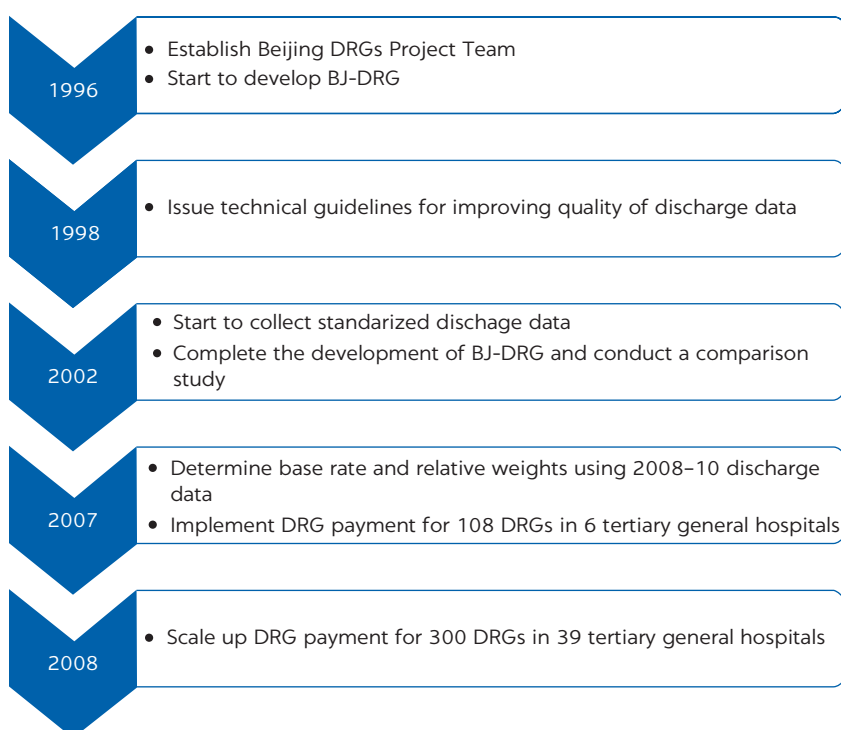 1996
• Establish Beijing DRGs Project Team
• Start to develop BJ-DRG
1998
• Issue technical guidelines for improving quality of discharge data
2002
• Start to collect standarized dischage data
• Complete the development of BJ-DRG and conduct a comparison
study
2007
• Determine base rate and relative weights using 2008–10 discharge
data
• Implement DRG payment for 108 DRGs in 6 tertiary general hospitals
2008
• Scale up DRG payment for 300 DRGs in 39 tertiary general hospitals